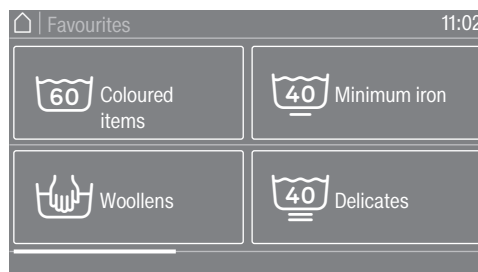 Favourites
11:02
60 Coloured
items
40 Minimum iron
Woollens
40 Delicates